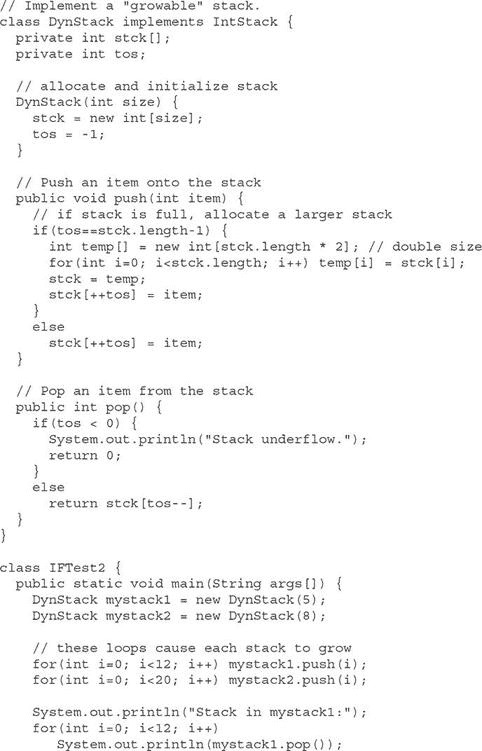 // Implement a "growable" stack.
class DynStack implements IntStack {
  private int stck[];
  private int tos;

  // allocate and initialize stack
  DynStack(int size) {
    stck = new int[size];
    tos = -1;
  }

  // Push an item onto the stack
  public void push(int item) {
    // if stack is full, allocate a larger stack
    if(tos==stck.length-1) {
      int temp[] = new int[stck.length * 2]; // double size
      for(int i=0; i<stck.length; i++) temp[i] = stck[i];
      stck = temp;
      stck[++tos] = item;
    }
    else
      stck[++tos] = item;
  }

  // Pop an item from the stack
  public int pop() {
    if(tos < 0) {
      System.out.println("Stack underflow.");
      return 0;
    }
    else
      return stck[tos--];
  }
}

class IFTest2 {
  public static void main(String args[]) {
    DynStack mystack1 = new DynStack(5);
    DynStack mystack2 = new DynStack(8);

    // these loops cause each stack to grow
    for(int i=0; i<12; i++) mystack1.push(i);
    for(int i=0; i<20; i++) mystack2.push(i);

    System.out.println("Stack in mystack1:");
    for(int i=0; i<12; i++)
       System.out.println(mystack1.pop());